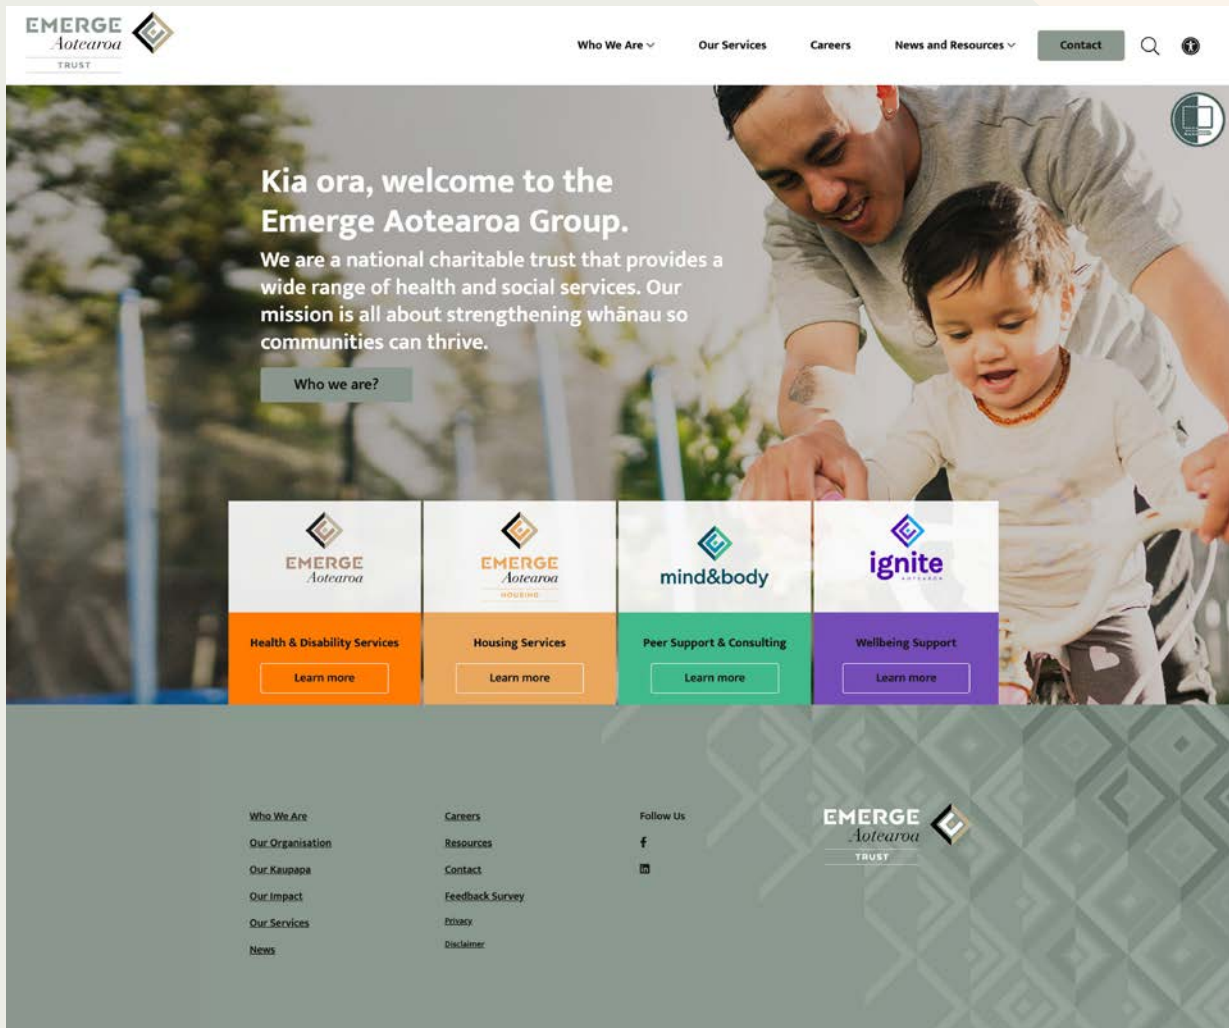 EMERGE
Aotearoa
TRUST
Who We Are
Our Services
Careers
News and Resources
Contact
Kia ora, welcome to the
Emerge Aotearoa Group.
We are a national charitable trust that provides a
wide range of health and social services. Our
mission is all about strengthening whānau so
communities can thrive.
Who we are?
EMERGE
Aotearoa
EMERGE
Aotearoa
HOUSING
mind&body
ignite
AOTEAROA
Health & Disability Services
Learn more
Housing Services
Learn more
Peer Support & Consulting
Learn more
Wellbeing Support
Learn more
Who We Are
Our Organisation
Our Kaupapa
Our Impact
Our Services
News
Careers
Resources
Contact
Feedback Survey
Privacy
Disclaimer
Follow Us
EMERGE
Aotearoa
TRUST